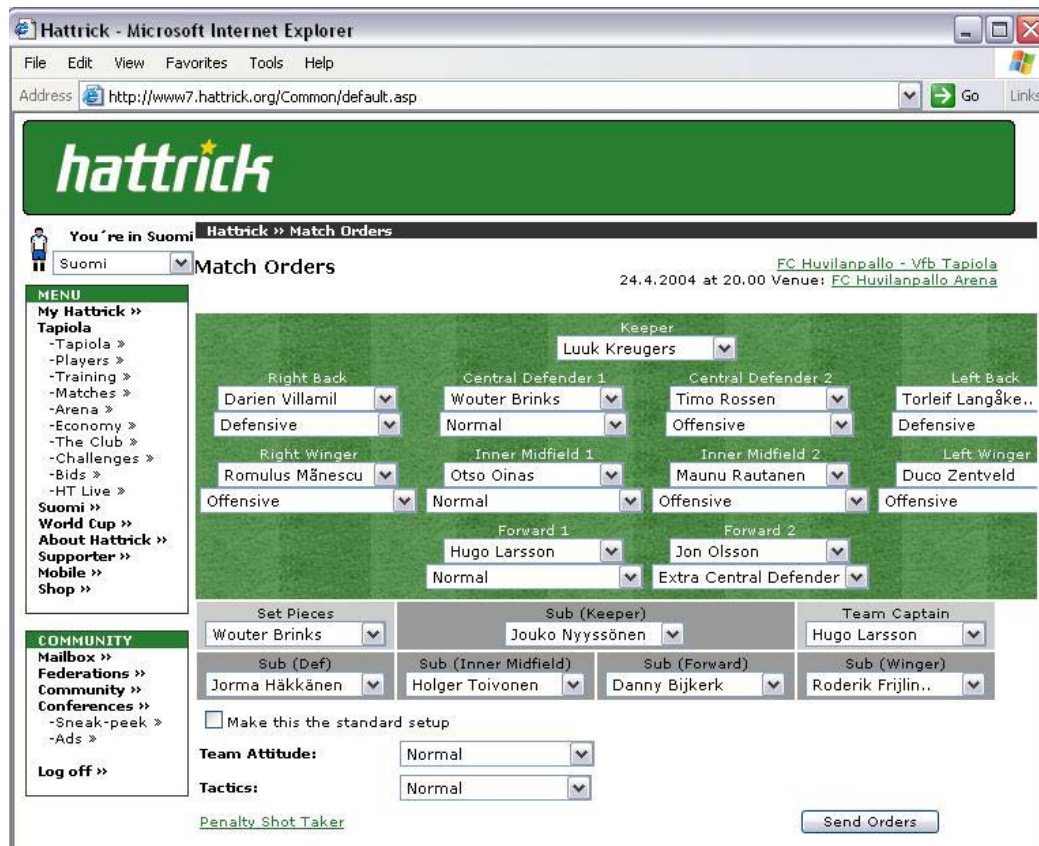 Hattrick - Microsoft Internet Explorer
File Edit View Favorites Tools Help
Address http://www7.hattrick.org/Common/default.asp Go Links
hattrick
You´re in Suomi
Suomi
MENU
My Hattrick »
Tapiola
-Tapiola »
-Players »
-Training »
-Matches »
-Arena »
-Economy »
-The Club »
-Challenges »
-Bids »
-HT Live »
Suomi »
World Cup »
About Hattrick »
Supporter »
Mobile »
Shop »
COMMUNITY
Mailbox »
Federations »
Community »
Conferences »
-Sneak-peek »
-Ads »
Log off »
Hattrick » Match Orders
Match Orders
FC Huvilanpallo - Vfb Tapiola
24.4.2004 at 20.00 Venue: FC Huvilanpallo Arena
Keeper
Luuk Kreugers
Right Back Central Defender 1 Central Defender 2 Left Back
Darien Villamil Wouter Brinks Timo Rossen Torleif Langåke..
Defensive Normal Offensive Defensive
Right Winger Inner Midfield 1 Inner Midfield 2 Left Winger
Romulus Mãnescu Otso Oinas Maunu Rautanen Duco Zentveld
Offensive Normal Offensive Offensive
Forward 1 Forward 2
Hugo Larsson Jon Olsson
Normal Extra Central Defender
Set Pieces Sub (Keeper) Team Captain
Wouter Brinks Jouko Nyyssönen Hugo Larsson
Sub (Def) Sub (Inner Midfield) Sub (Forward) Sub (Winger)
Jorma Häkkänen Holger Toivonen Danny Bijkerk Roderik Frijlin..
Make this the standard setup
Team Attitude: Normal
Tactics: Normal
Penalty Shot Taker Send Orders